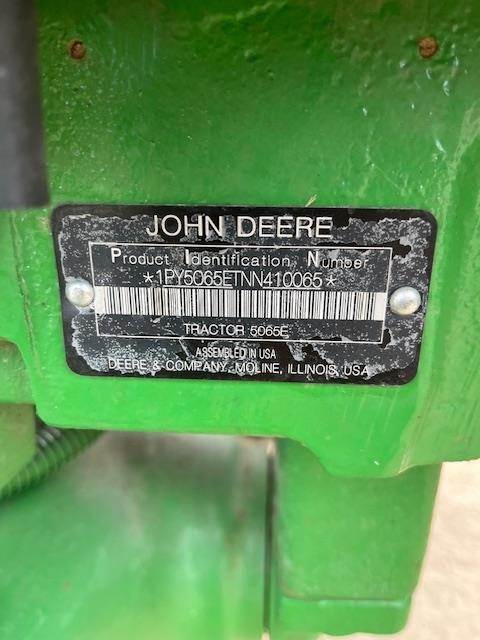 JOHN DEERE
Product Identification Number
*1PY5065ETNN410065*
TRACTOR 5065E
ASSEMBLED IN USA
DEERE & COMPANY, MOLINE, ILLINOIS, USA